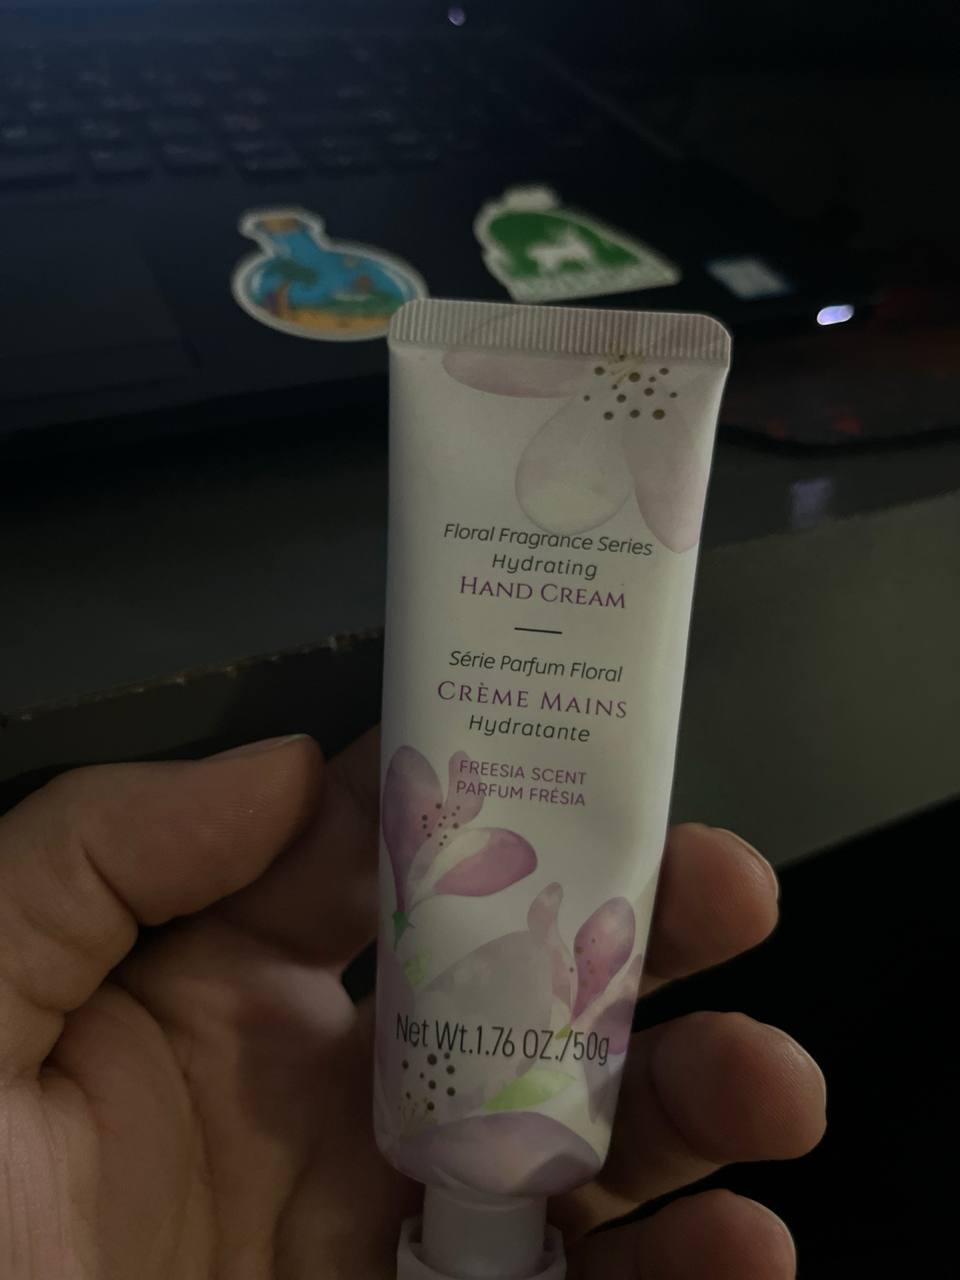 Floral Fragrance Series
Hydrating
HAND CREAM
Série Parfum Floral
CRÈME MAINS
Hydratante
FREESIA SCENT
PARFUM FRÉSIA
Net Wt.1.76 OZ./50g